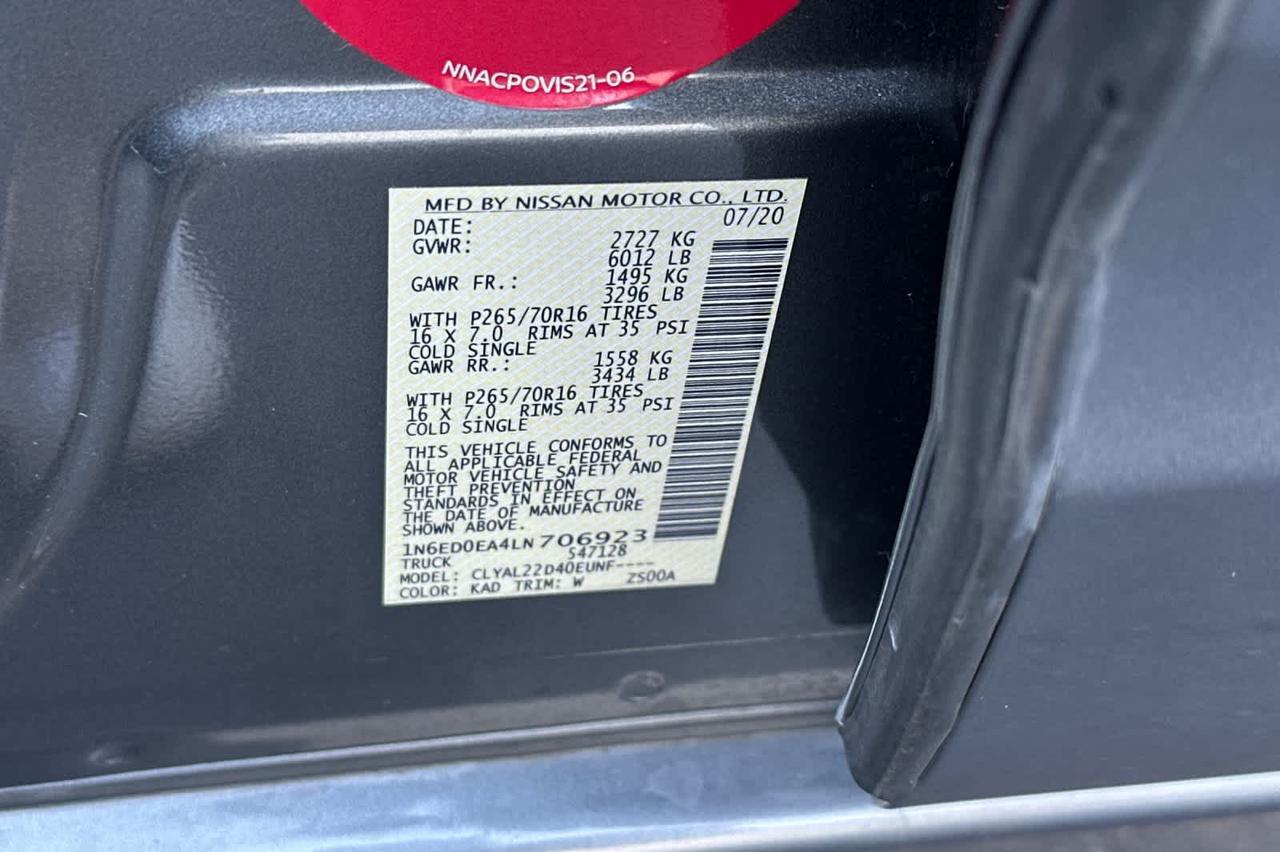 NNACPOVIS21-06
MFD BY NISSAN MOTOR CO., LTD.
DATE: 07/20
GVWR: 2727 KG
6012 LB
GAWR FR.: 1495 KG
3296 LB
WITH P265/70R16 TIRES
16 X 7.0 RIMS AT 35 PSI
COLD SINGLE
GAWR RR.: 1558 KG
3434 LB
WITH P265/70R16 TIRES
16 X 7.0 RIMS AT 35 PSI
COLD SINGLE
THIS VEHICLE CONFORMS TO
ALL APPLICABLE FEDERAL
MOTOR VEHICLE SAFETY AND
THEFT PREVENTION
STANDARDS IN EFFECT ON
THE DATE OF MANUFACTURE
SHOWN ABOVE.
1N6ED0EA4LN706923
TRUCK 547128
MODEL: CLYAL22D40EUNF----
COLOR: KAD TRIM: W ZS00A